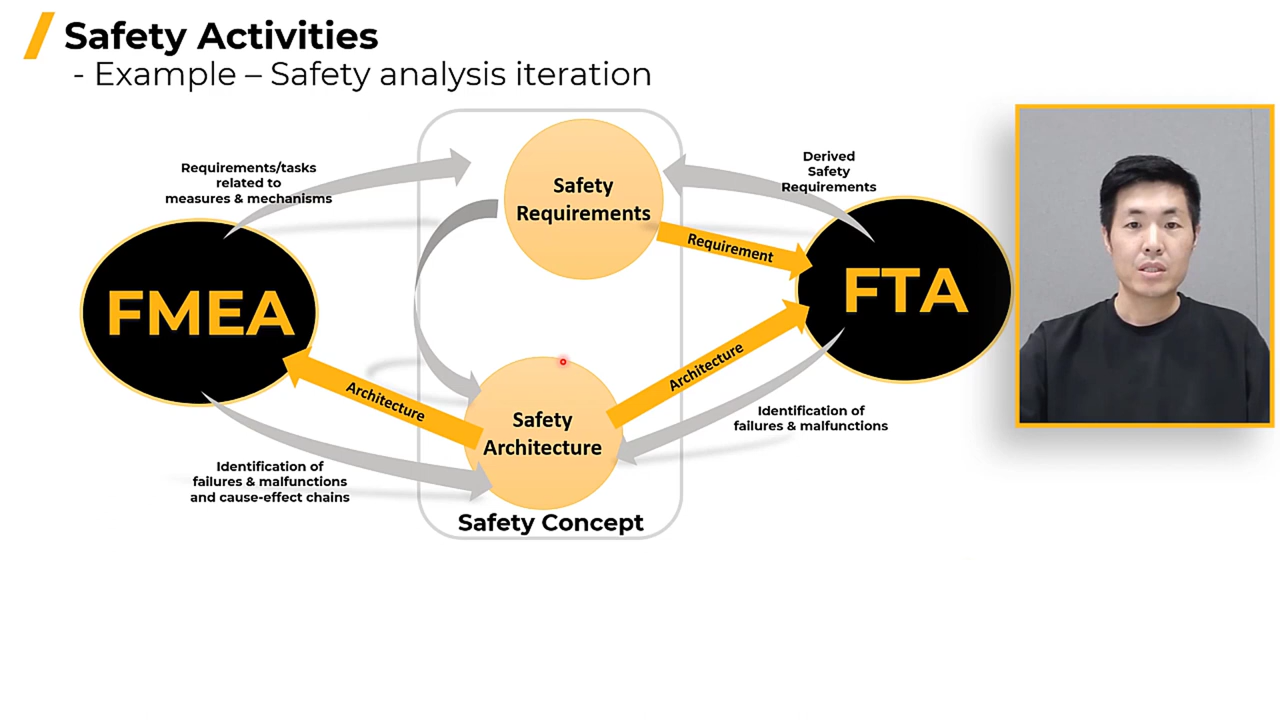 Safety Activities
- Example – Safety analysis iteration
Requirements/tasks
related to
measures & mechanisms
Safety
Requirements
Derived
Safety
Requirements
Requirement
FMEA
FTA
Architecture
Architecture
Safety
Architecture
Identification of
failures & malfunctions
Identification of
failures & malfunctions
and cause-effect chains
Safety Concept